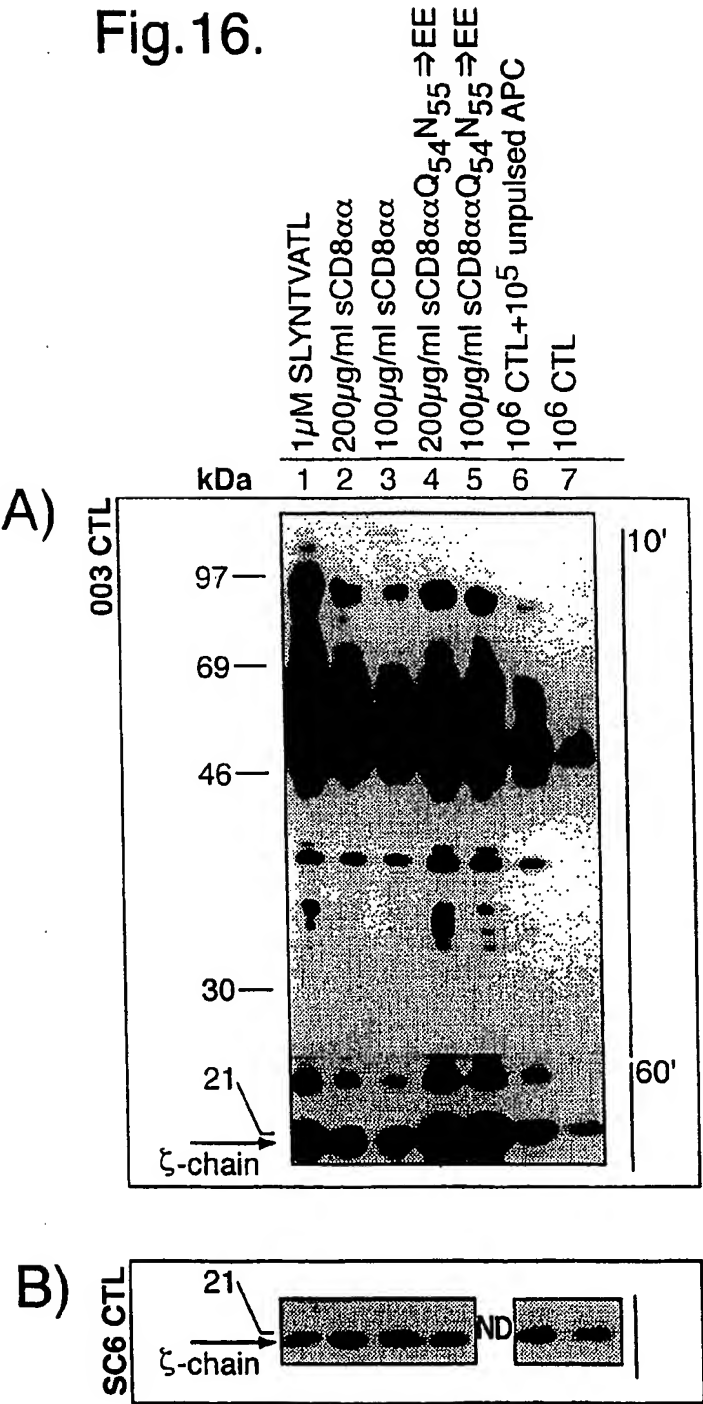 Fig.16.
1µM SLYNTVATL
200µg/ml sCD8αα
100µg/ml sCD8αα
200µg/ml sCD8ααQ54N55⇒EE
100µg/ml sCD8ααQ54N55⇒EE
10⁶ CTL+10⁵ unpulsed APC
10⁶ CTL
kDa 1 2 3 4 5 6 7
A)
003 CTL
10'
97
69
46
30
21
60'
ζ-chain
B)
SC6 CTL
21
ND
ζ-chain